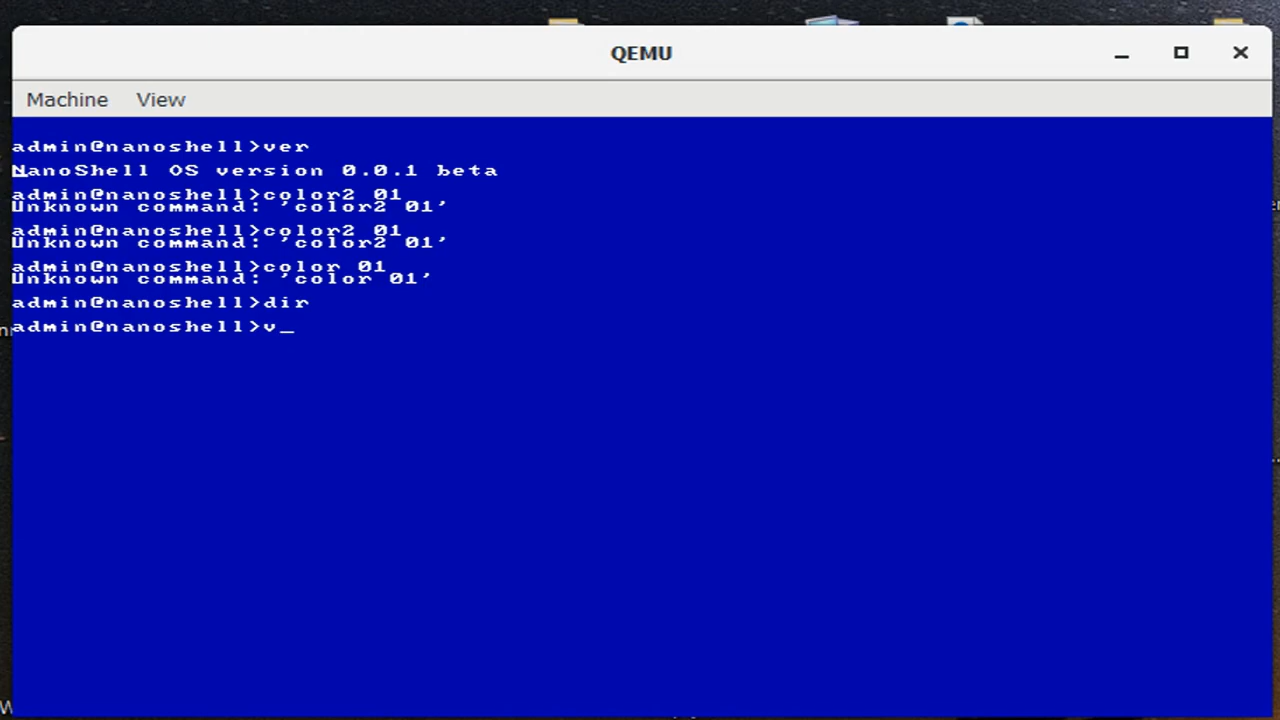 QEMU
Machine View
admin@nanoshell>ver
NanoShell OS version 0.0.1 beta
admin@nanoshell>color2 01
Unknown command: 'color2 01'
admin@nanoshell>color2 01
Unknown command: 'color2 01'
admin@nanoshell>color 01
Unknown command: 'color 01'
admin@nanoshell>dir
admin@nanoshell>v_